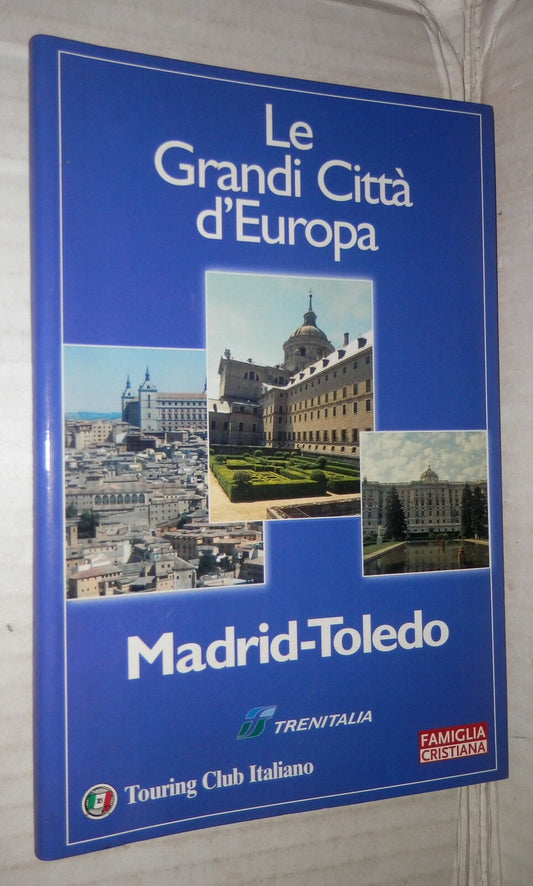 Le
Grandi Città
d'Europa
Madrid-Toledo
TRENITALIA
FAMIGLIA
CRISTIANA
Touring Club Italiano